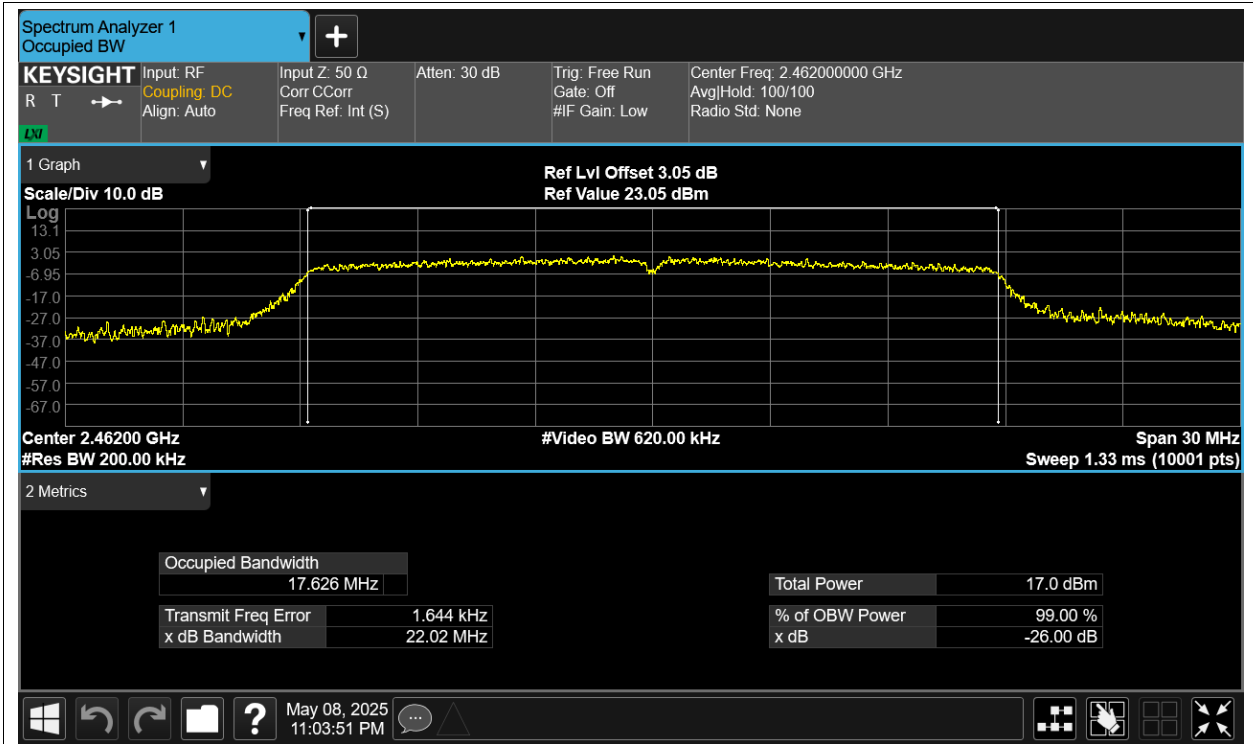 Spectrum Analyzer 1
Occupied BW
KEYSIGHT
R T
LXI
Input: RF
Coupling: DC
Align: Auto
Input Z: 50 Ω
Corr CCorr
Freq Ref: Int (S)
Atten: 30 dB
Trig: Free Run
Gate: Off
#IF Gain: Low
Center Freq: 2.462000000 GHz
Avg|Hold: 100/100
Radio Std: None
1 Graph
Scale/Div 10.0 dB
Ref Lvl Offset 3.05 dB
Ref Value 23.05 dBm
Log
13.1
3.05
-6.95
-17.0
-27.0
-37.0
-47.0
-57.0
-67.0
Center 2.46200 GHz
#Res BW 200.00 kHz
#Video BW 620.00 kHz
Span 30 MHz
Sweep 1.33 ms (10001 pts)
2 Metrics
Occupied Bandwidth
17.626 MHz
Transmit Freq Error 1.644 kHz
x dB Bandwidth 22.02 MHz
Total Power 17.0 dBm
% of OBW Power 99.00 %
x dB -26.00 dB
?
May 08, 2025
11:03:51 PM